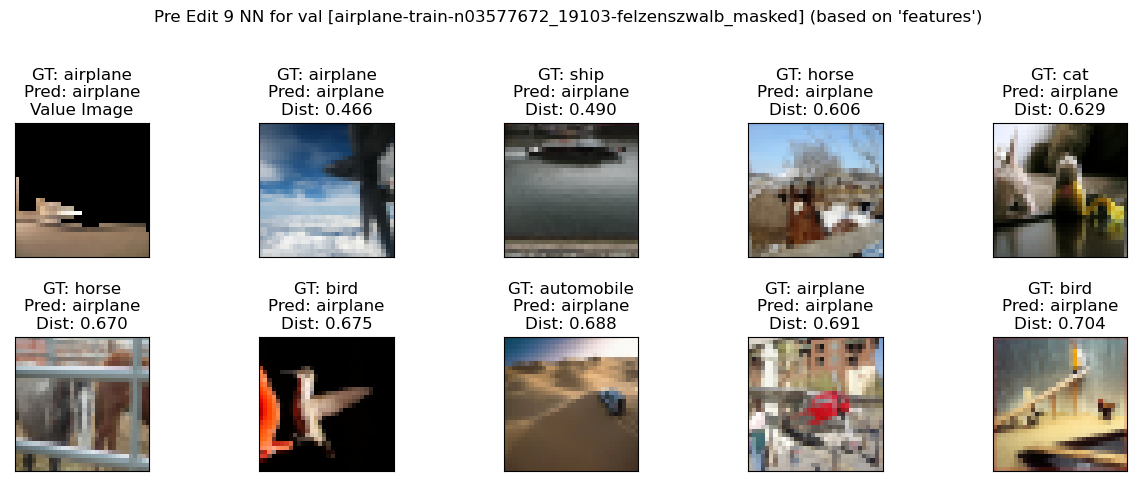 Pre Edit 9 NN for val [airplane-train-n03577672_19103-felzenszwalb_masked] (based on 'features')
GT: airplane
Pred: airplane
Value Image
GT: airplane
Pred: airplane
Dist: 0.466
GT: ship
Pred: airplane
Dist: 0.490
GT: horse
Pred: airplane
Dist: 0.606
GT: cat
Pred: airplane
Dist: 0.629
GT: horse
Pred: airplane
Dist: 0.670
GT: bird
Pred: airplane
Dist: 0.675
GT: automobile
Pred: airplane
Dist: 0.688
GT: airplane
Pred: airplane
Dist: 0.691
GT: bird
Pred: airplane
Dist: 0.704